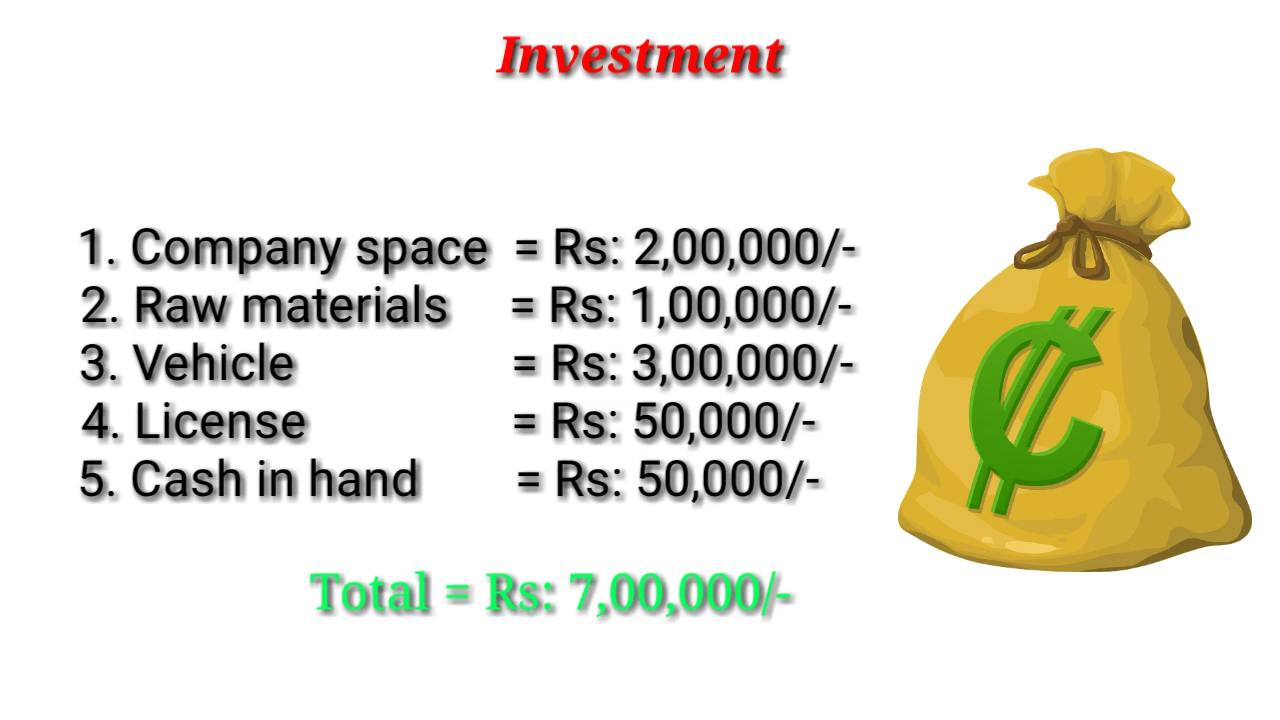 Investment
1. Company space = Rs: 2,00,000/-
2. Raw materials = Rs: 1,00,000/-
3. Vehicle = Rs: 3,00,000/-
4. License = Rs: 50,000/-
5. Cash in hand = Rs: 50,000/-
Total = Rs: 7,00,000/-